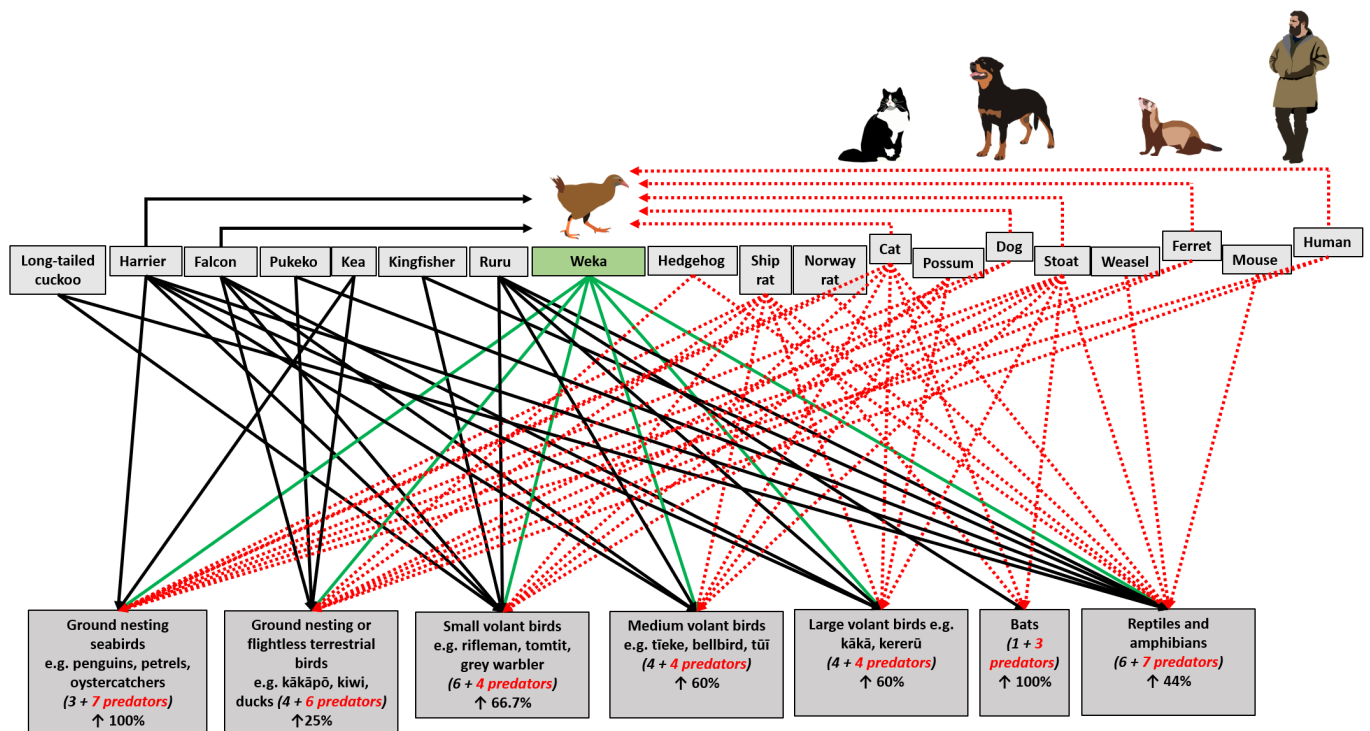 Long-tailed
cuckoo
Harrier
Falcon
Pukeko
Kea
Kingfisher
Ruru
Weka
Hedgehog
Ship
rat
Norway
rat
Cat
Possum
Dog
Stoat
Weasel
Ferret
Mouse
Human
Ground nesting
seabirds
e.g. penguins, petrels,
oystercatchers
(3 + 7 predators)
↑ 100%
Ground nesting or
flightless terrestrial
birds
e.g. kākāpō, kiwi,
ducks (4 + 6 predators)
↑25%
Small volant birds
e.g. rifleman, tomtit,
grey warbler
(6 + 4 predators)
↑ 66.7%
Medium volant birds
e.g. tīeke, bellbird, tūī
(4 + 4 predators)
↑ 60%
Large volant birds e.g.
kākā, kererū
(4 + 4 predators)
↑ 60%
Bats
(1 + 3
predators)
↑ 100%
Reptiles and
amphibians
(6 + 7 predators)
↑ 44%